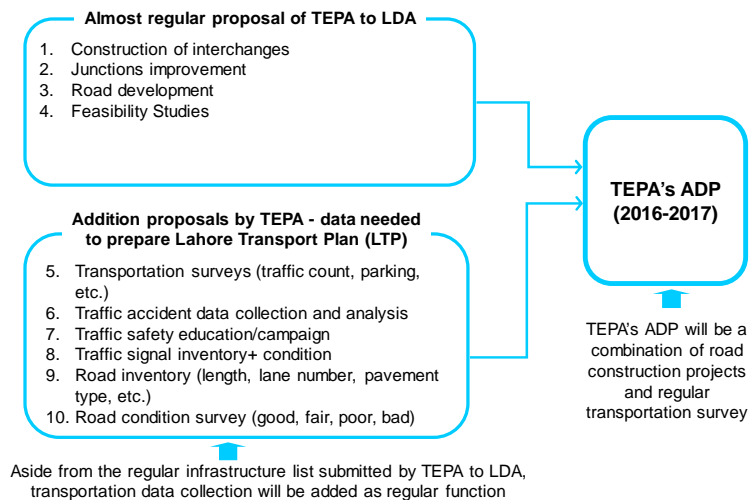 Almost regular proposal of TEPA to LDA
1. Construction of interchanges
2. Junctions improvement
3. Road development
4. Feasibility Studies
Addition proposals by TEPA - data needed
to prepare Lahore Transport Plan (LTP)
5. Transportation surveys (traffic count, parking,
etc.)
6. Traffic accident data collection and analysis
7. Traffic safety education/campaign
8. Traffic signal inventory+ condition
9. Road inventory (length, lane number, pavement
type, etc.)
10. Road condition survey (good, fair, poor, bad)
Aside from the regular infrastructure list submitted by TEPA to LDA,
transportation data collection will be added as regular function
TEPA's ADP
(2016-2017)
TEPA's ADP will be a
combination of road
construction projects
and regular
transportation survey